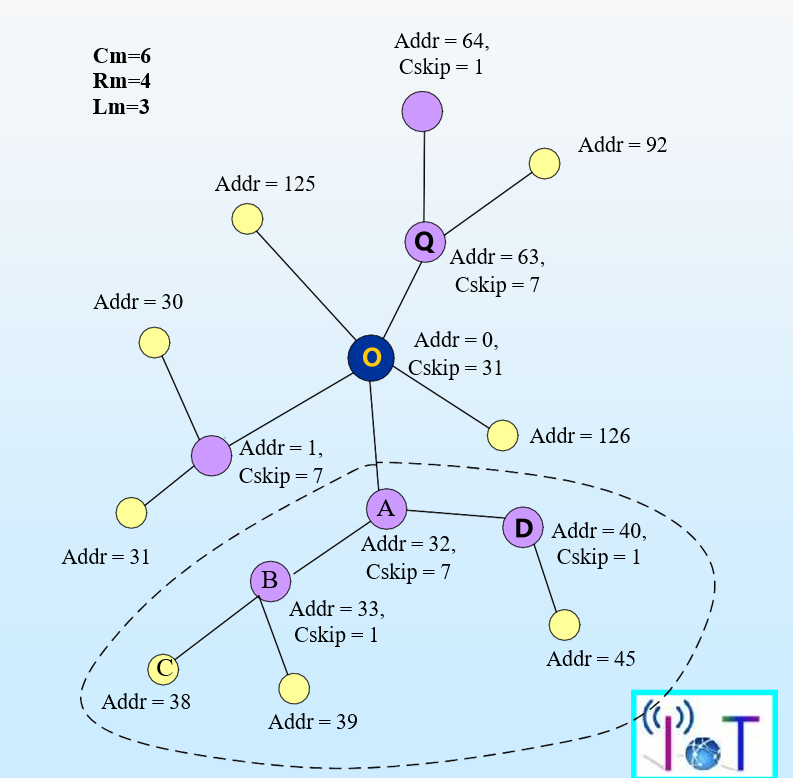 Cm=6
Rm=4
Lm=3
Addr = 64,
Cskip = 1
Addr = 92
Addr = 125
Q
Addr = 63,
Cskip = 7
Addr = 30
O
Addr = 0,
Cskip = 31
Addr = 126
Addr = 1,
Cskip = 7
Addr = 31
A
Addr = 32,
Cskip = 7
D
Addr = 40,
Cskip = 1
B
Addr = 33,
Cskip = 1
C
Addr = 38
Addr = 39
Addr = 45
IoT